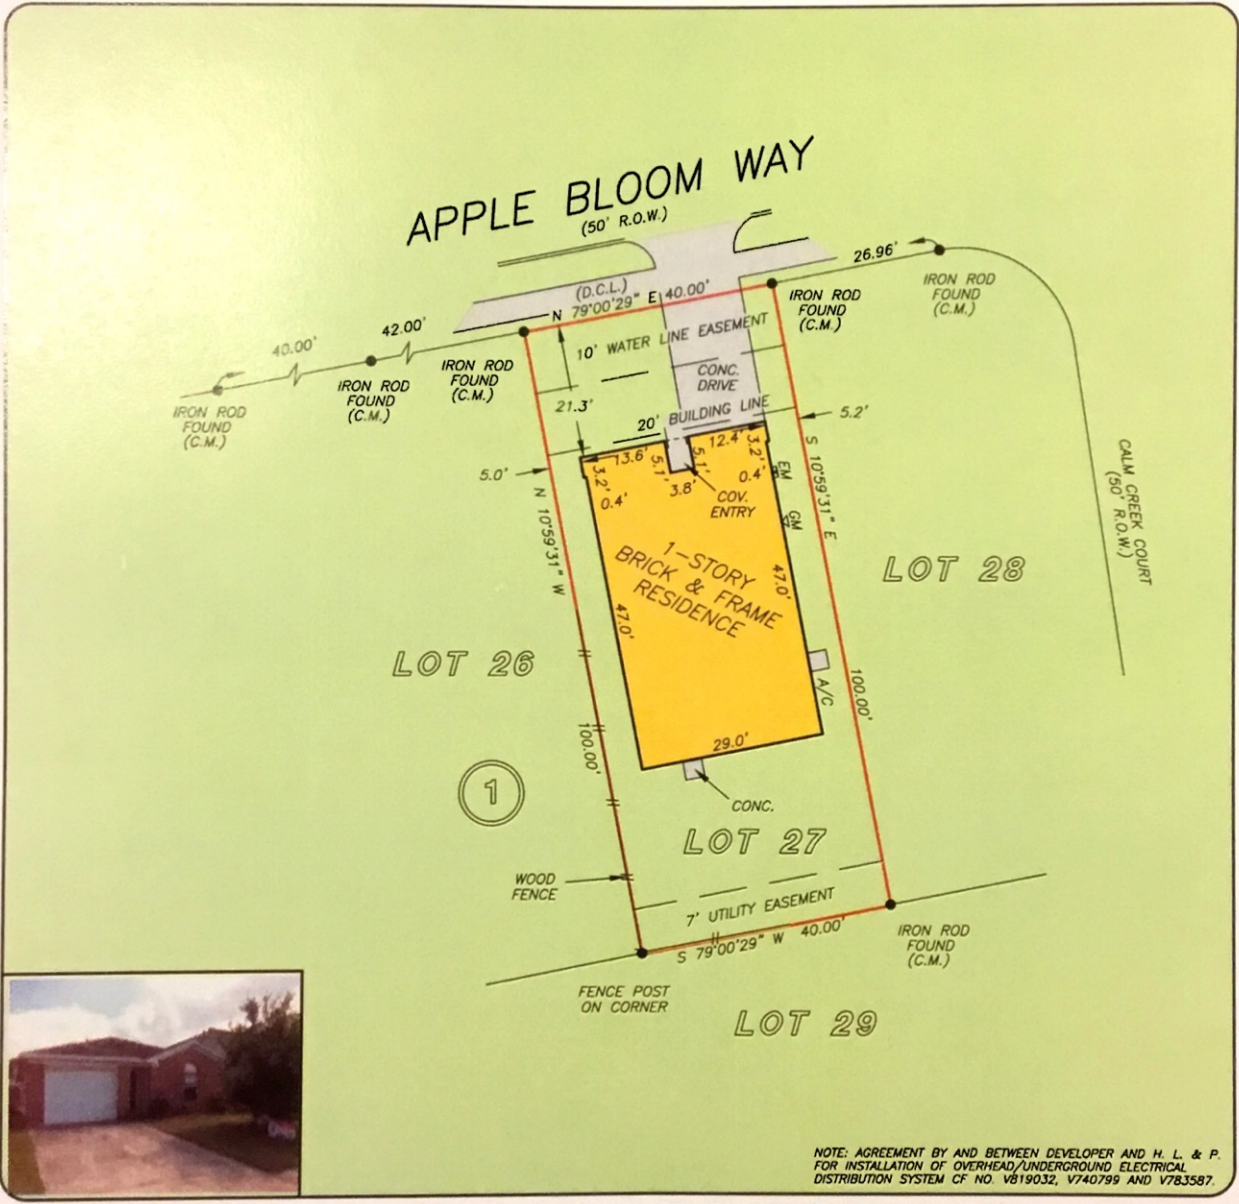 APPLE BLOOM WAY
(50' R.O.W.)
26.96'
IRON ROD
FOUND
(C.M.)
(D.C.L.)
N 79°00'29" E 40.00'
IRON ROD
FOUND
(C.M.)
42.00'
40.00'
10' WATER LINE EASEMENT
IRON ROD
FOUND
(C.M.)
IRON ROD
FOUND
(C.M.)
IRON ROD
FOUND
(C.M.)
CONC.
DRIVE
21.3'
20' BUILDING LINE
5.2'
5.0'
13.6'
12.4'
3.2'
0.4'
5.1'
5.1'
3.8'
3.2'
0.4'
EM
GM
COV.
ENTRY
N 10°59'31" W
S 10°59'31" E
CALM CREEK COURT
(50' R.O.W.)
1-STORY
BRICK & FRAME
RESIDENCE
47.0'
47.0'
LOT 28
LOT 26
A/C
100.00'
100.00'
29.0'
1
CONC.
LOT 27
WOOD
FENCE
7' UTILITY EASEMENT
S 79°00'29" W 40.00'
IRON ROD
FOUND
(C.M.)
FENCE POST
ON CORNER
LOT 29
NOTE: AGREEMENT BY AND BETWEEN DEVELOPER AND H. L. & P.
FOR INSTALLATION OF OVERHEAD/UNDERGROUND ELECTRICAL
DISTRIBUTION SYSTEM CF NO. V819032, V740799 AND V783587.